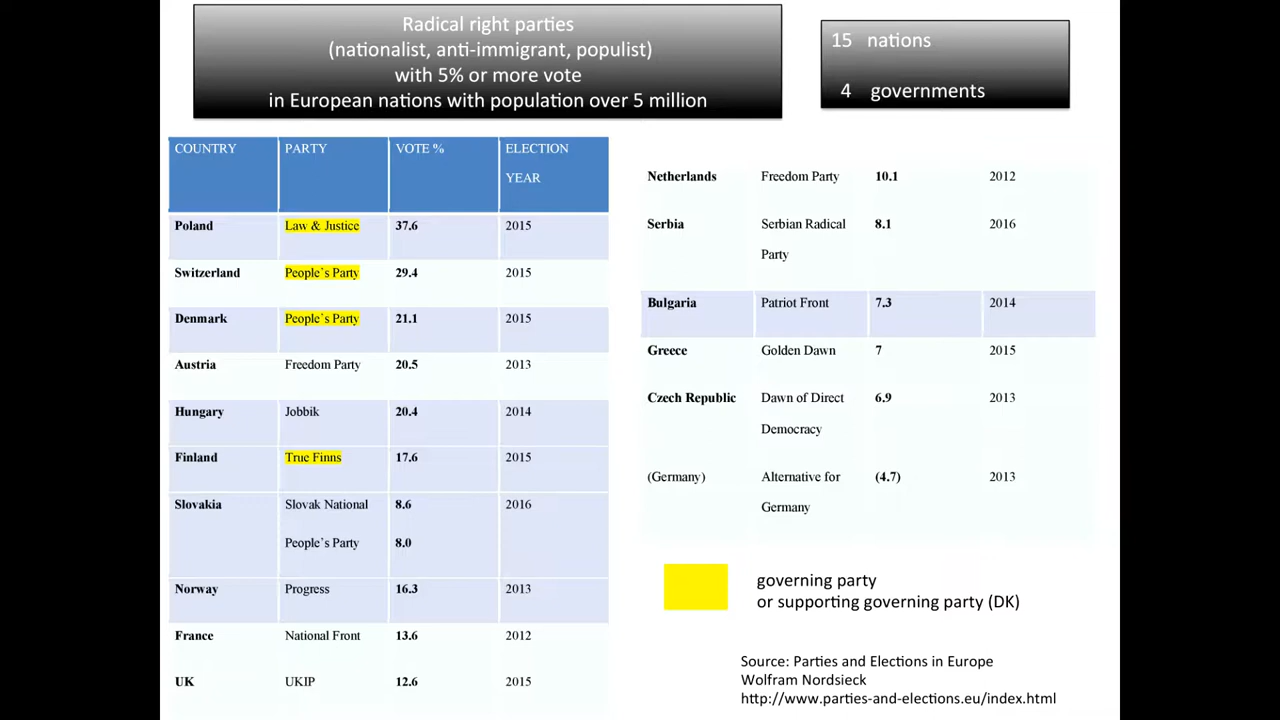 Radical right parties
(nationalist, anti-immigrant, populist)
with 5% or more vote
in European nations with population over 5 million
15 nations
4 governments
COUNTRY PARTY VOTE % ELECTION
YEAR
Poland Law & Justice 37.6 2015
Switzerland People´s Party 29.4 2015
Denmark People´s Party 21.1 2015
Austria Freedom Party 20.5 2013
Hungary Jobbik 20.4 2014
Finland True Finns 17.6 2015
Slovakia Slovak National 8.6 2016
People´s Party 8.0
Norway Progress 16.3 2013
France National Front 13.6 2012
UK UKIP 12.6 2015
Netherlands Freedom Party 10.1 2012
Serbia Serbian Radical 8.1 2016
Party
Bulgaria Patriot Front 7.3 2014
Greece Golden Dawn 7 2015
Czech Republic Dawn of Direct 6.9 2013
Democracy
(Germany) Alternative for (4.7) 2013
Germany
governing party
or supporting governing party (DK)
Source: Parties and Elections in Europe
Wolfram Nordsieck
http://www.parties-and-elections.eu/index.html